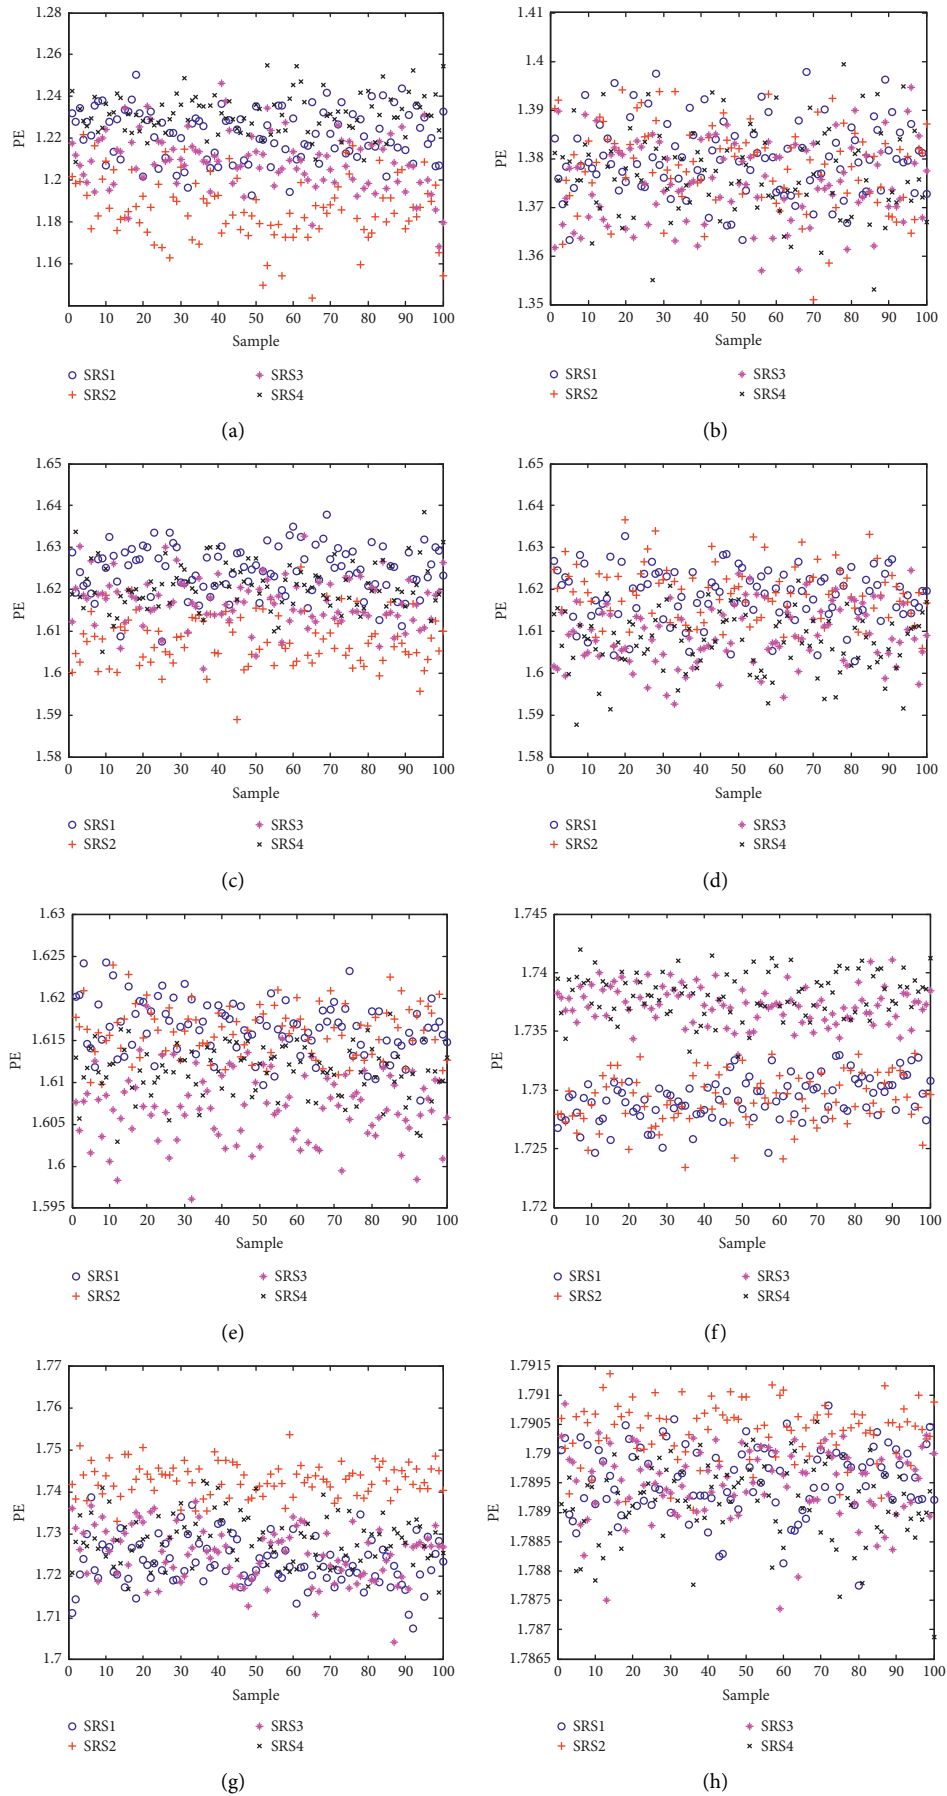 1.28
1.26
1.24
1.22
1.2
1.18
1.16
PE
0 10 20 30 40 50 60 70 80 90 100
Sample
SRS1
SRS2
SRS3
SRS4
(a)
1.41
1.4
1.39
1.38
1.37
1.36
1.35
PE
0 10 20 30 40 50 60 70 80 90 100
Sample
SRS1
SRS2
SRS3
SRS4
(b)
1.65
1.64
1.63
1.62
1.61
1.6
1.59
1.58
PE
0 10 20 30 40 50 60 70 80 90 100
Sample
SRS1
SRS2
SRS3
SRS4
(c)
1.65
1.64
1.63
1.62
1.61
1.6
1.59
1.58
PE
0 10 20 30 40 50 60 70 80 90 100
Sample
SRS1
SRS2
SRS3
SRS4
(d)
1.63
1.625
1.62
1.615
1.61
1.605
1.6
1.595
PE
0 10 20 30 40 50 60 70 80 90 100
Sample
SRS1
SRS2
SRS3
SRS4
(e)
1.745
1.74
1.735
1.73
1.725
1.72
PE
0 10 20 30 40 50 60 70 80 90 100
Sample
SRS1
SRS2
SRS3
SRS4
(f)
1.77
1.76
1.75
1.74
1.73
1.72
1.71
1.7
PE
0 10 20 30 40 50 60 70 80 90 100
Sample
SRS1
SRS2
SRS3
SRS4
(g)
1.7915
1.791
1.7905
1.79
1.7895
1.789
1.7885
1.788
1.7875
1.787
1.7865
PE
0 10 20 30 40 50 60 70 80 90 100
Sample
SRS1
SRS2
SRS3
SRS4
(h)